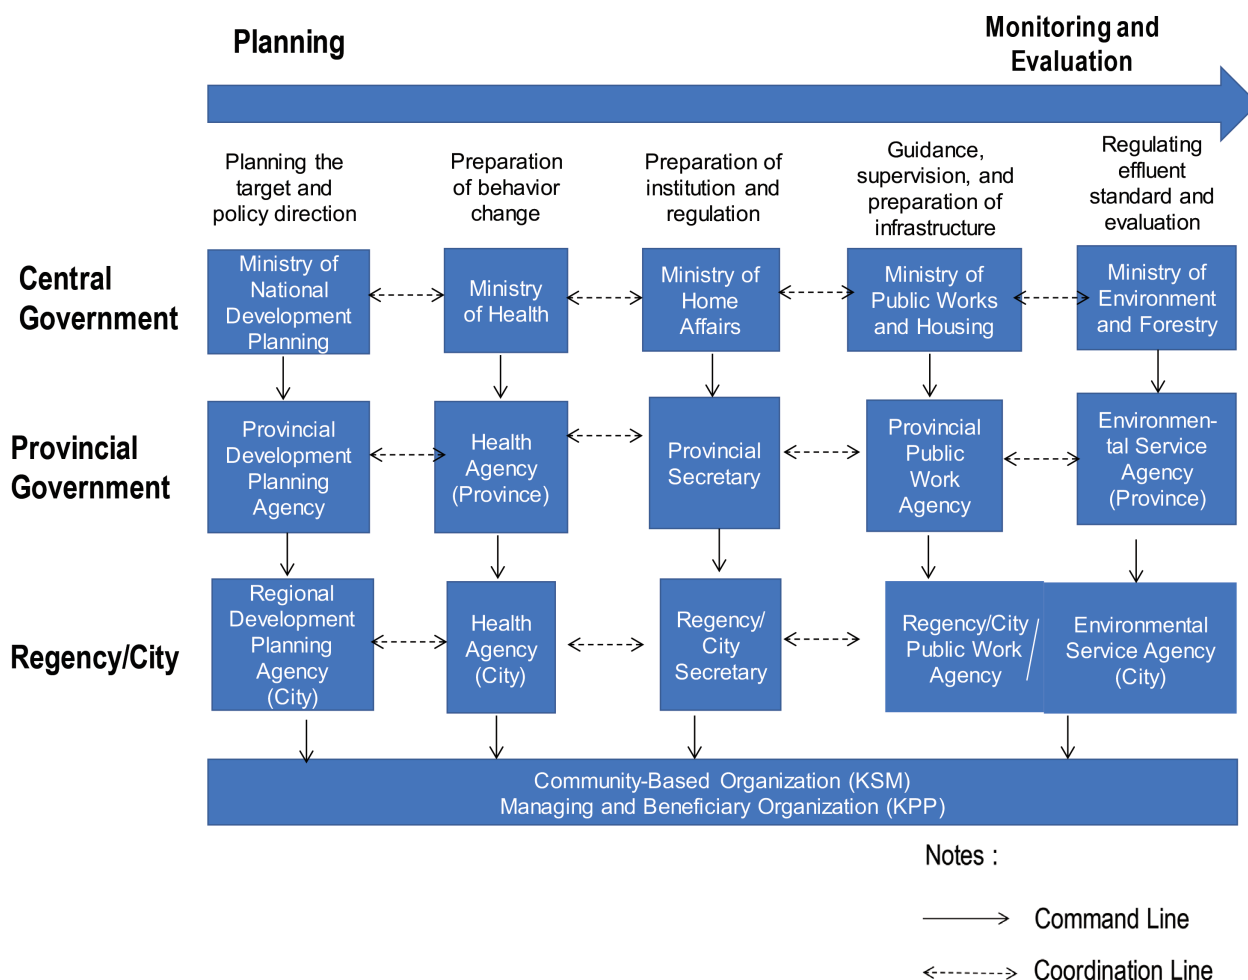 Planning
Monitoring and
Evaluation
Planning the
target and
policy direction
Preparation
of behavior
change
Preparation of
institution and
regulation
Guidance,
supervision, and
preparation of
infrastructure
Regulating
effluent
standard and
evaluation
Central
Government
Ministry of
National
Development
Planning
Ministry
of Health
Ministry of
Home
Affairs
Ministry of
Public Works
and Housing
Ministry of
Environment
and Forestry
Provincial
Government
Provincial
Development
Planning
Agency
Health
Agency
(Province)
Provincial
Secretary
Provincial
Public
Work
Agency
Environmen-
tal Service
Agency
(Province)
Regency/City
Regional
Development
Planning
Agency
(City)
Health
Agency
(City)
Regency/
City
Secretary
Regency/City
Public Work
Agency
/
Environmental
Service Agency
(City)
Community-Based Organization (KSM)
Managing and Beneficiary Organization (KPP)
Notes :
Command Line
Coordination Line